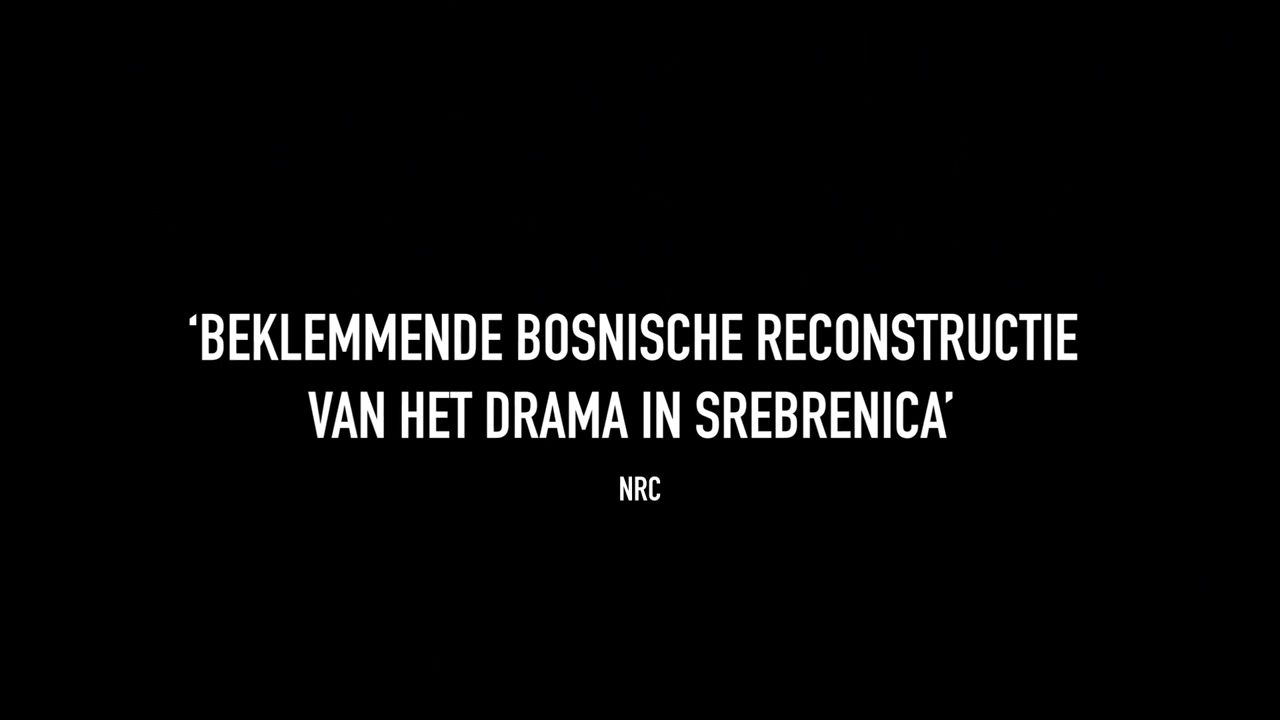 ‘BEKLEMMENDE BOSNISCHE RECONSTRUCTIE
VAN HET DRAMA IN SREBRENICA’
NRC